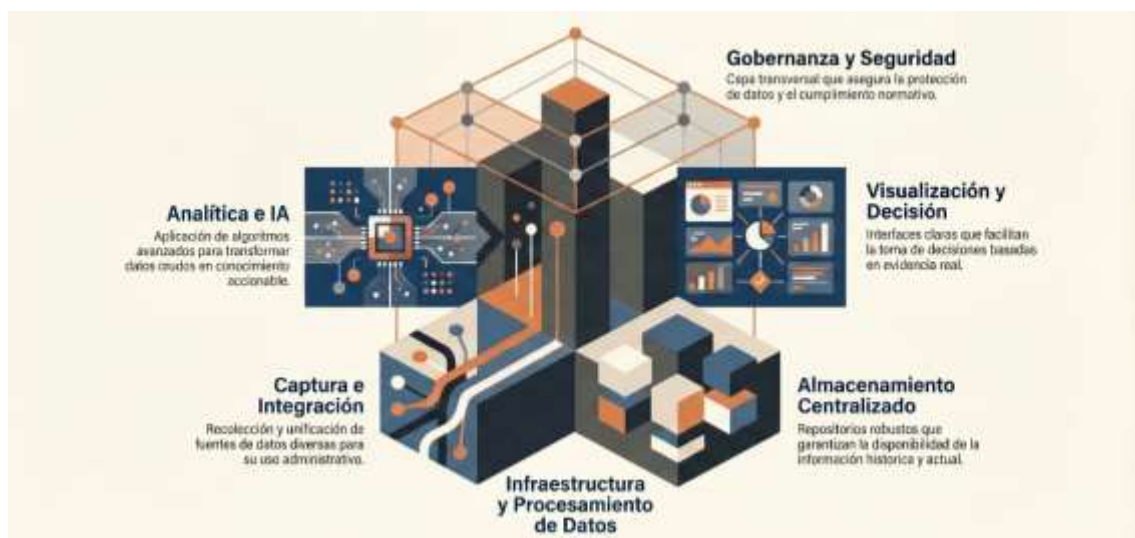 Gobernanza y Seguridad
Capa transversal que asegura la protección
de datos y el cumplimiento normativo.
Analítica e IA
Aplicación de algoritmos
avanzados para transformar
datos crudos en conocimiento
accionable.
Visualización y
Decisión
Interfaces claras que facilitan
la toma de decisiones basadas
en evidencia real.
Captura e
Integración
Recolección y unificación de
fuentes de datos diversas para
su uso administrativo.
Almacenamiento
Centralizado
Repositorios robustos que
garantizan la disponibilidad de la
información historica y actual.
Infraestructura
y Procesamiento
de Datos